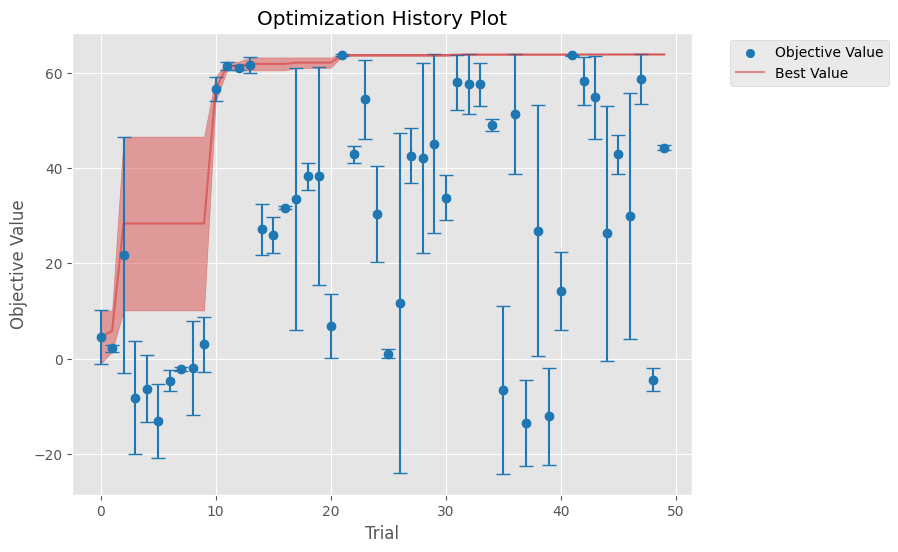 Optimization History Plot
Objective Value
Best Value
Objective Value
60
40
20
0
−20
0 10 20 30 40 50
Trial